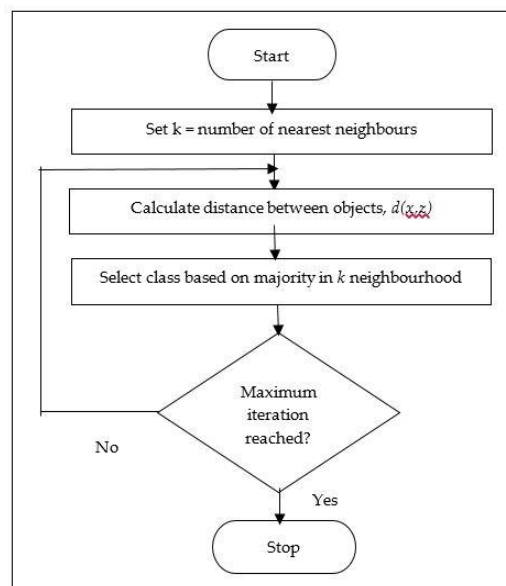 Start
Set k = number of nearest neighbours
Calculate distance between objects, d(x,z)
Select class based on majority in k neighbourhood
Maximum
iteration
reached?
No
Yes
Stop